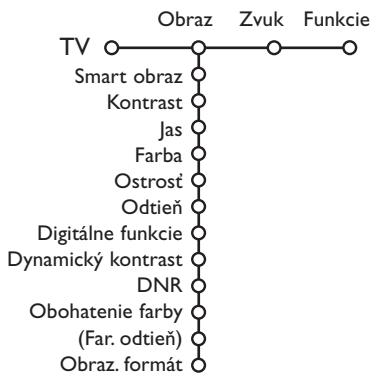 Obraz Zvuk Funkcie
TV
Smart obraz
Kontrast
Jas
Farba
Ostrosť
Odtieň
Digitálne funkcie
Dynamický kontrast
DNR
Obohatenie farby
(Far. odtieň)
Obraz. formát